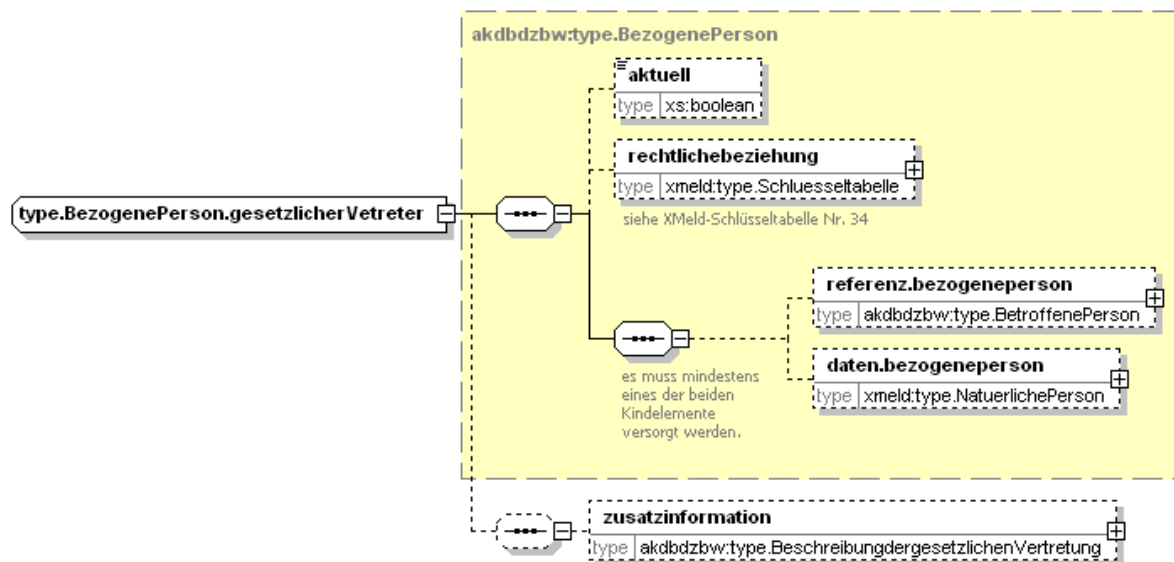 akdbdzbw:type.BezogenePerson
aktuell
type xs:boolean
rechtlichebeziehung
type xmeld:type.Schluesseltabelle
siehe XMeld-Schlüsseltabelle Nr. 34
type.BezogenePerson.gesetzlicherVetreter
referenz.bezogeneperson
type akdbdzbw:type.BetroffenePerson
daten.bezogeneperson
type xmeld:type.NatuerlichePerson
es muss mindestens
eines der beiden
Kindelemente
versorgt werden.
zusatzinformation
type akdbdzbw:type.BeschreibungdergesetzlichenVertretung